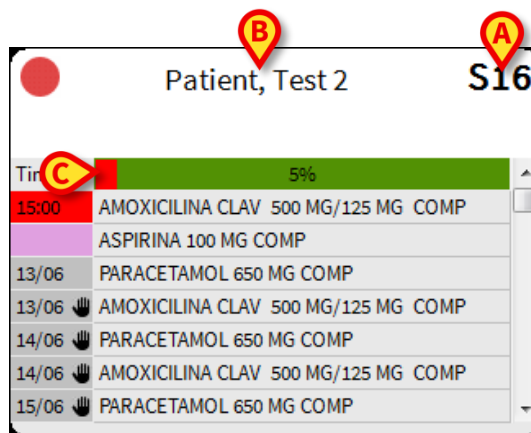 B
A
Patient, Test 2
S16
C
5%
15:00 AMOXICILINA CLAV 500 MG/125 MG COMP
ASPIRINA 100 MG COMP
13/06 PARACETAMOL 650 MG COMP
13/06 AMOXICILINA CLAV 500 MG/125 MG COMP
14/06 PARACETAMOL 650 MG COMP
14/06 AMOXICILINA CLAV 500 MG/125 MG COMP
15/06 PARACETAMOL 650 MG COMP